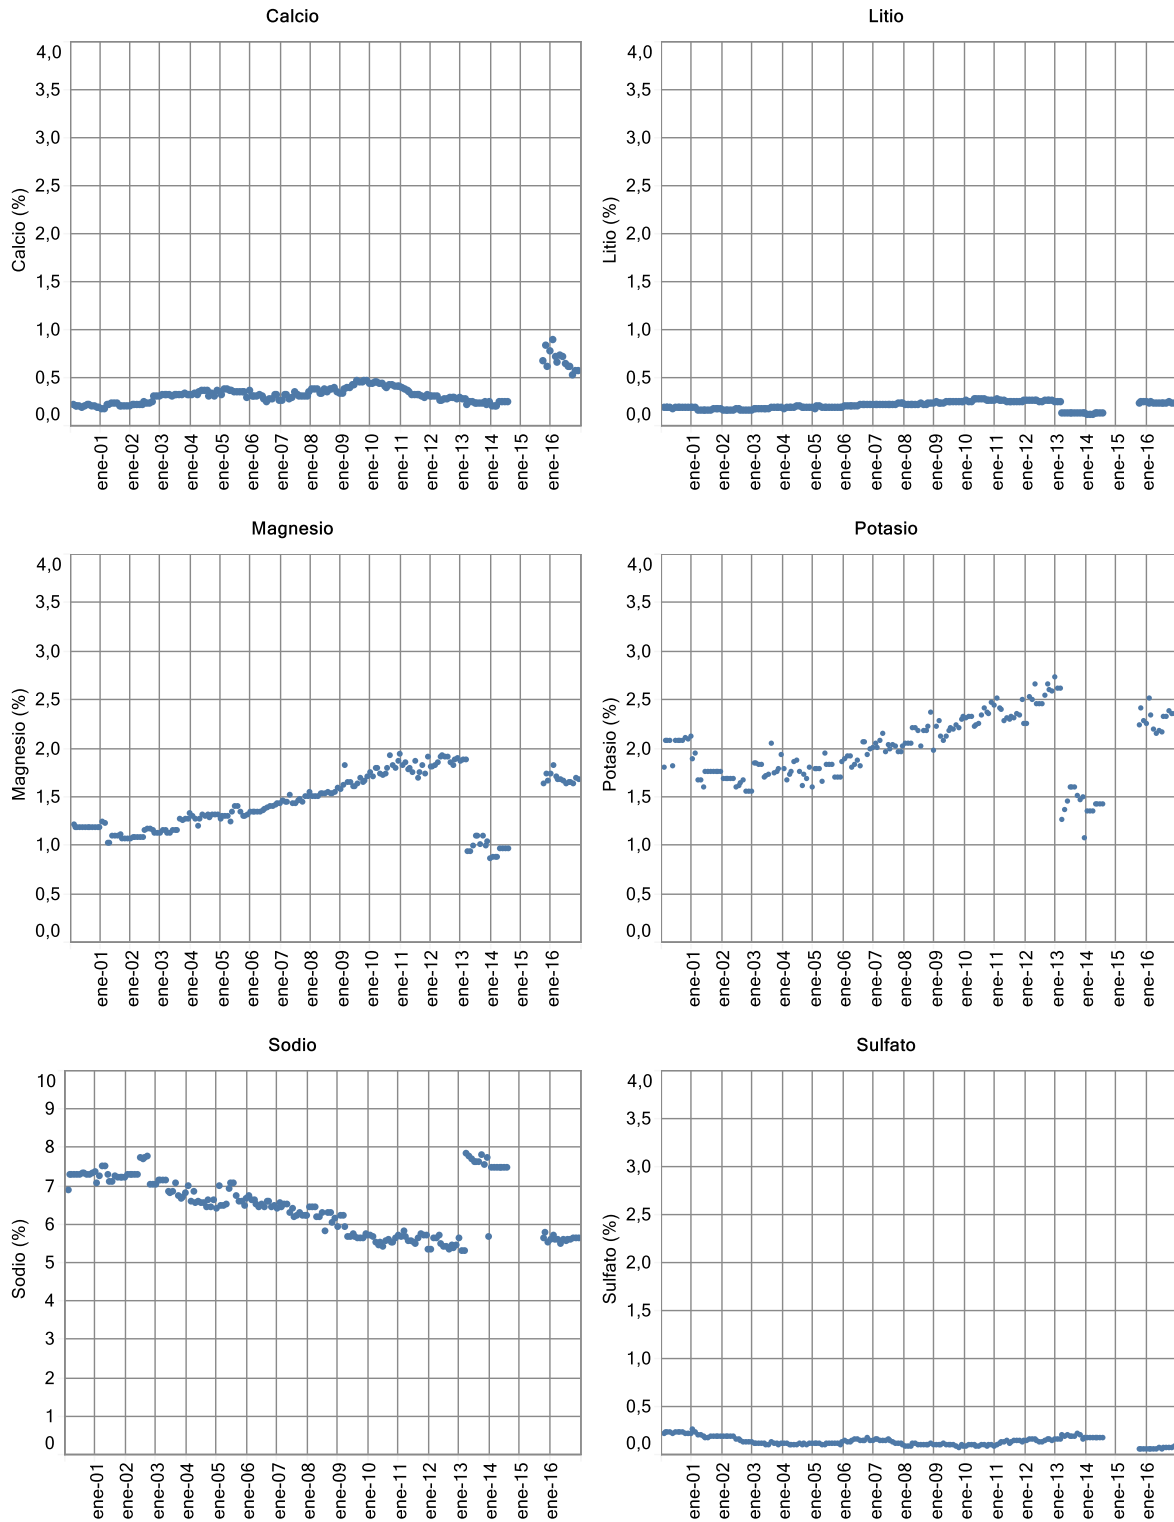 Calcio
4,0
3,5
3,0
2,5
2,0
1,5
1,0
0,5
0,0
Calcio (%)
ene-01
ene-02
ene-03
ene-04
ene-05
ene-06
ene-07
ene-08
ene-09
ene-10
ene-11
ene-12
ene-13
ene-14
ene-15
ene-16
Litio
4,0
3,5
3,0
2,5
2,0
1,5
1,0
0,5
0,0
Litio (%)
ene-01
ene-02
ene-03
ene-04
ene-05
ene-06
ene-07
ene-08
ene-09
ene-10
ene-11
ene-12
ene-13
ene-14
ene-15
ene-16
Magnesio
4,0
3,5
3,0
2,5
2,0
1,5
1,0
0,5
0,0
Magnesio (%)
ene-01
ene-02
ene-03
ene-04
ene-05
ene-06
ene-07
ene-08
ene-09
ene-10
ene-11
ene-12
ene-13
ene-14
ene-15
ene-16
Potasio
4,0
3,5
3,0
2,5
2,0
1,5
1,0
0,5
0,0
Potasio (%)
ene-01
ene-02
ene-03
ene-04
ene-05
ene-06
ene-07
ene-08
ene-09
ene-10
ene-11
ene-12
ene-13
ene-14
ene-15
ene-16
Sodio
10
9
8
7
6
5
4
3
2
1
0
Sodio (%)
ene-01
ene-02
ene-03
ene-04
ene-05
ene-06
ene-07
ene-08
ene-09
ene-10
ene-11
ene-12
ene-13
ene-14
ene-15
ene-16
Sulfato
4,0
3,5
3,0
2,5
2,0
1,5
1,0
0,5
0,0
Sulfato (%)
ene-01
ene-02
ene-03
ene-04
ene-05
ene-06
ene-07
ene-08
ene-09
ene-10
ene-11
ene-12
ene-13
ene-14
ene-15
ene-16